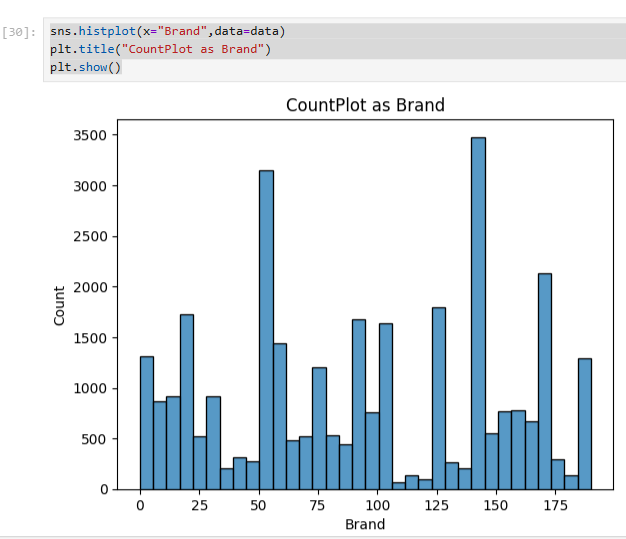 [30]:
sns.histplot(x="Brand",data=data)
plt.title("CountPlot as Brand")
plt.show()
CountPlot as Brand
3500
3000
2500
2000
1500
1000
500
0
Count
0 25 50 75 100 125 150 175
Brand